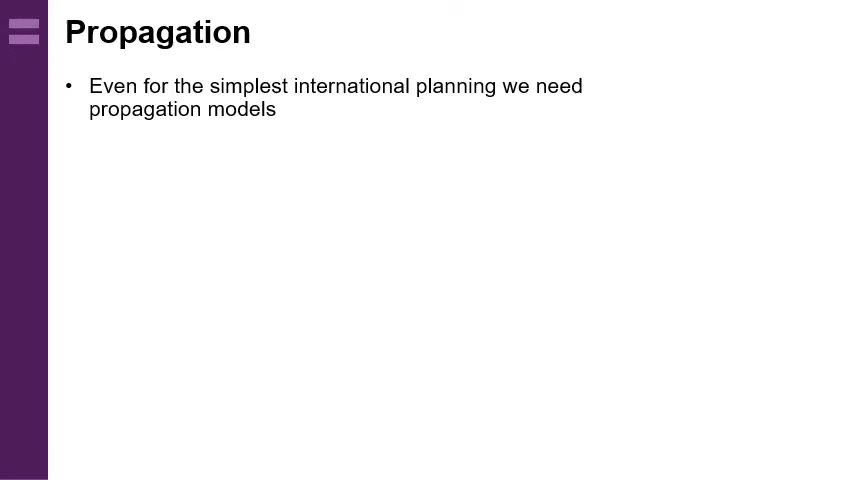 Propagation
• Even for the simplest international planning we need
propagation models